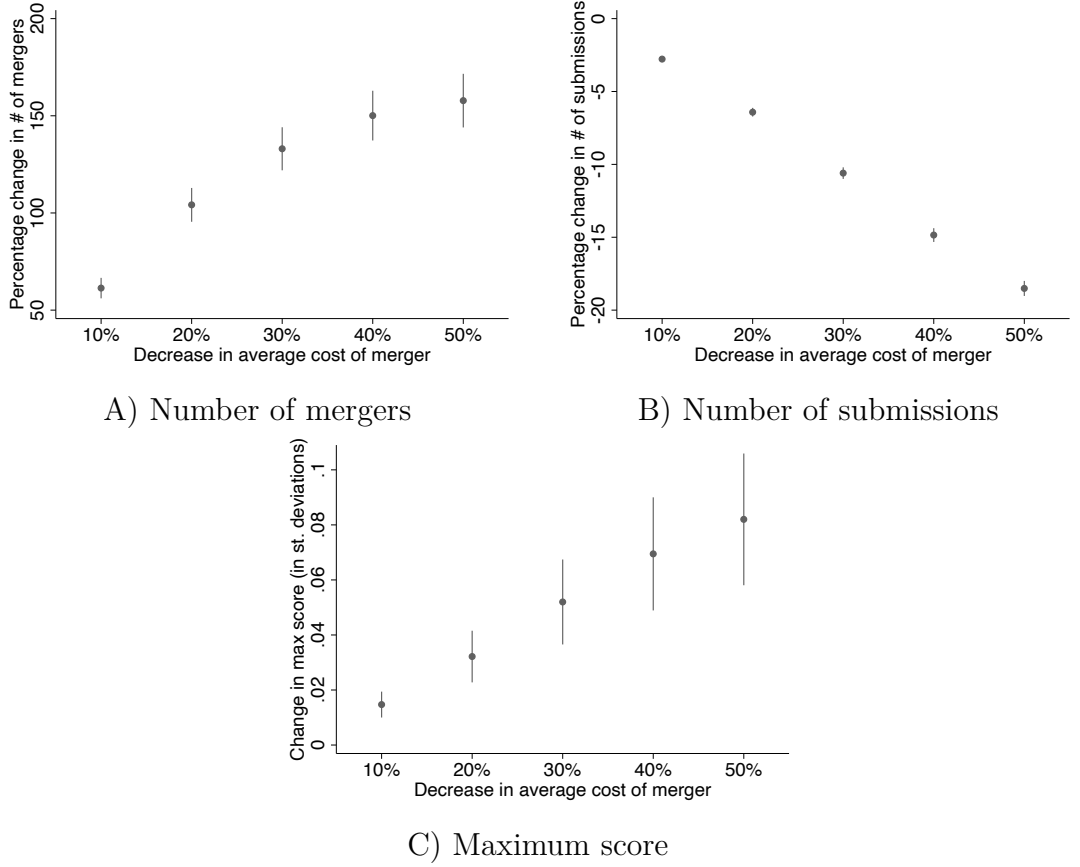 Percentage change in # of mergers
200
150
100
50
10% 20% 30% 40% 50%
Decrease in average cost of merger
A) Number of mergers
Percentage change in # of submissions
0
-5
-10
-15
-20
10% 20% 30% 40% 50%
Decrease in average cost of merger
B) Number of submissions
Change in max score (in st. deviations)
.1
.08
.06
.04
.02
0
10% 20% 30% 40% 50%
Decrease in average cost of merger
C) Maximum score